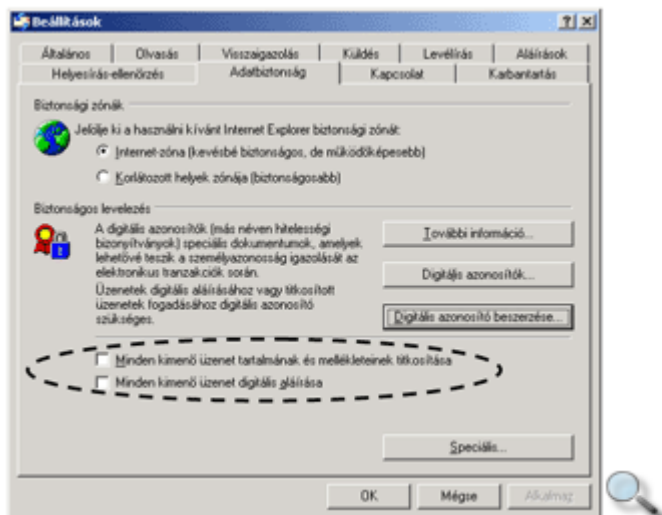 Beállítások
Általános Olvasás Visszaigazolás Küldés Levélírás Aláírások
Helyesírás-ellenőrzés Adatbiztonság Kapcsolat Karbantartás
Biztonsági zónák
Jelölje ki a használni kívánt Internet Explorer biztonsági zónát:
Internet-zóna (kevésbé biztonságos, de működőképesebb)
Korlátozott helyek zónája (biztonságosabb)
Biztonságos levelezés
A digitális azonosítók (más néven hitelességi
bizonyítványok) speciális dokumentumok, amelyek
lehetővé teszik a személyazonosság igazolását az
elektronikus tranzakciók során.
Üzenetek digitális aláírásához vagy titkosított
üzenetek fogadásához digitális azonosító
szükséges.
További információ...
Digitális azonosítók...
Digitális azonosító beszerzése...
Minden kimenő üzenet tartalmának és mellékleteinek titkosítása
Minden kimenő üzenet digitális aláírása
Speciális...
OK Mégse Alkalmaz